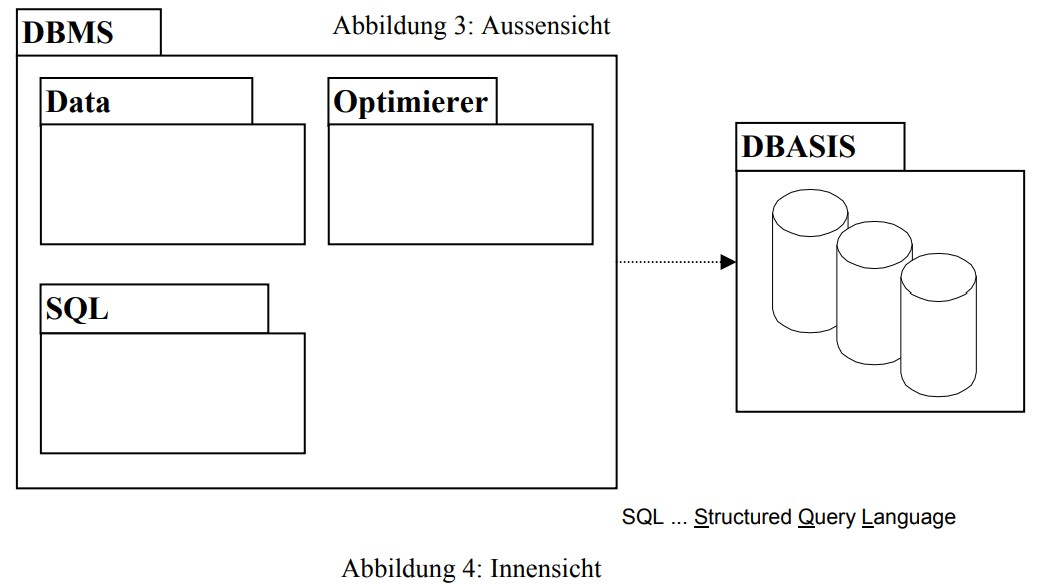 Abbildung 3: Aussensicht
DBMS
Data
Optimierer
DBASIS
SQL
SQL ... Structured Query Language
Abbildung 4: Innensicht